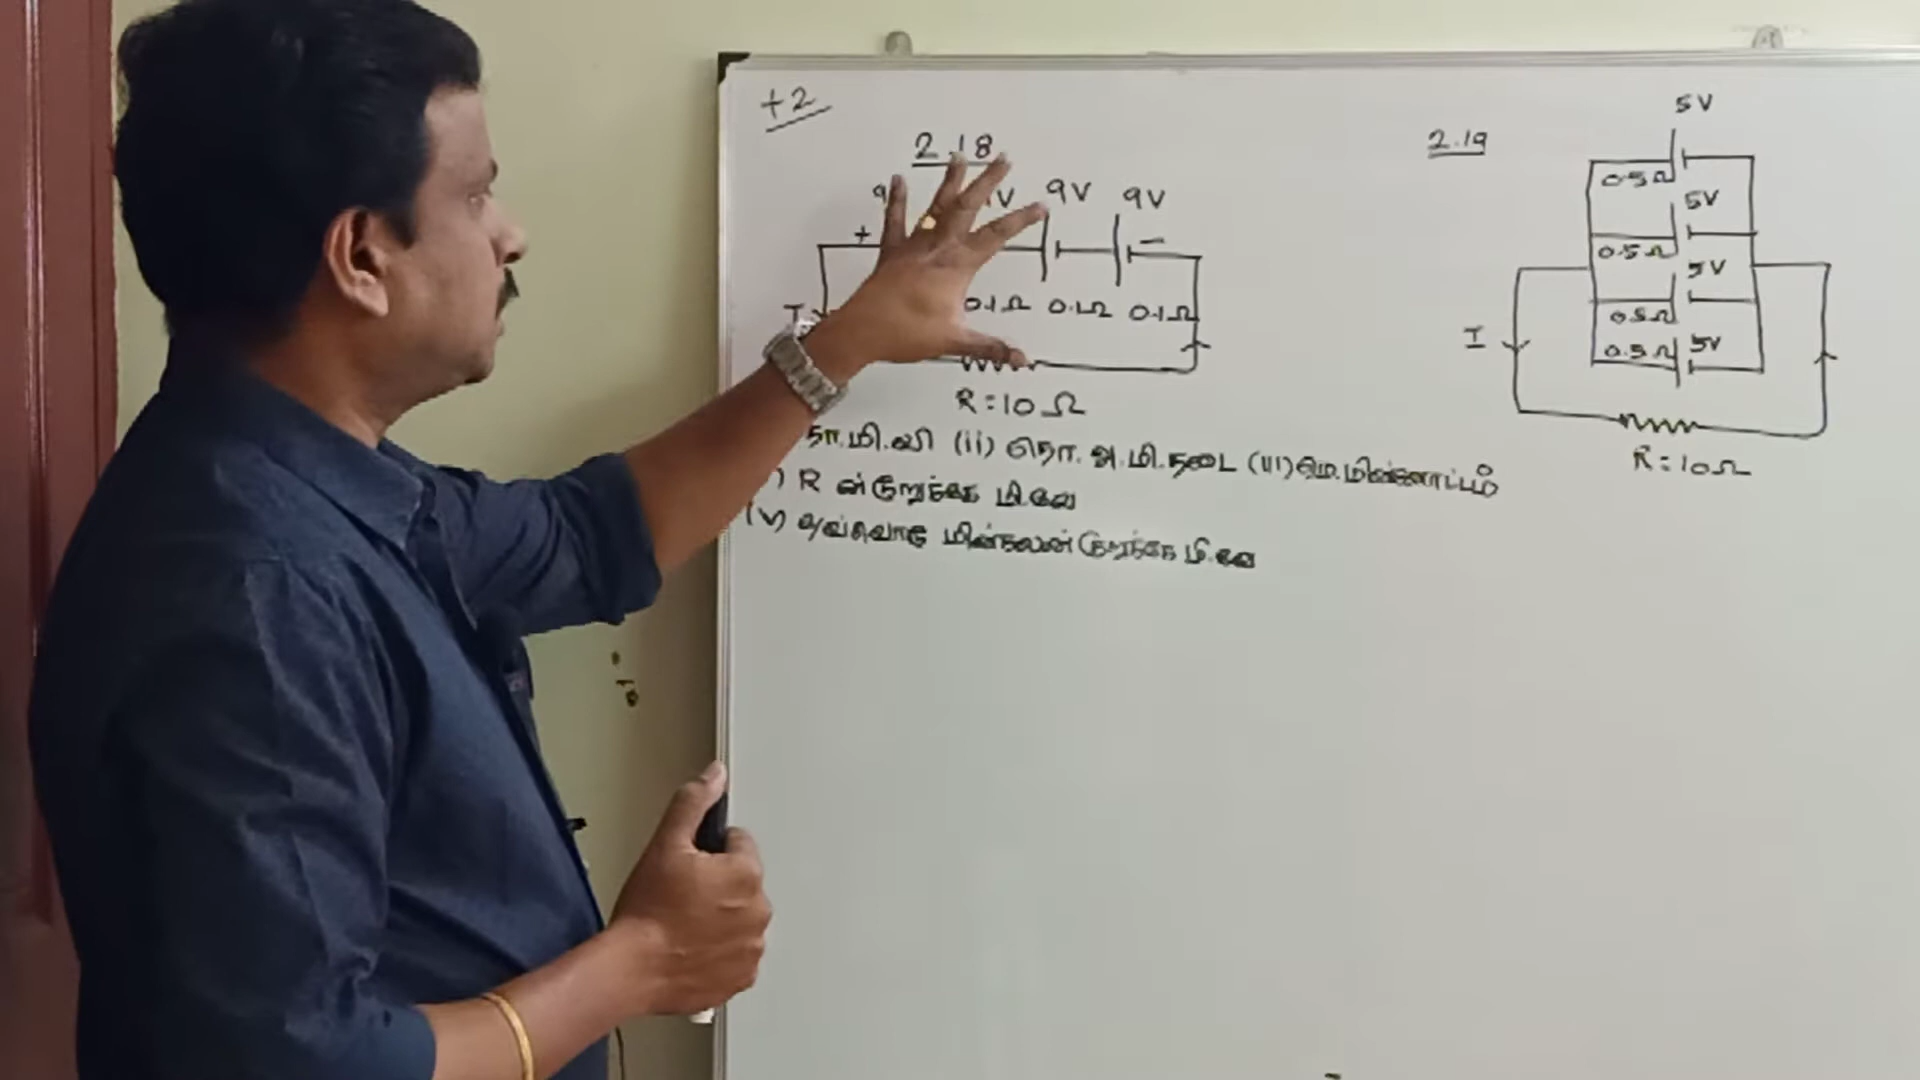 +2
2.18
9V 9V
+ −
I 0.1Ω 0.1Ω 0.1Ω
R = 10 Ω
மி.வி (ii) தொ. அ.மி.தடை (iii) மொ.மின்னோட்டம்
R ன் குறுக்கே மி.வே
(v) ஒவ்வொரு மின்கலன் குறுக்கே மி.வே
2.19
5V
0.5Ω
5V
0.5Ω
5V
0.5Ω
5V
0.5Ω
I
R = 10Ω